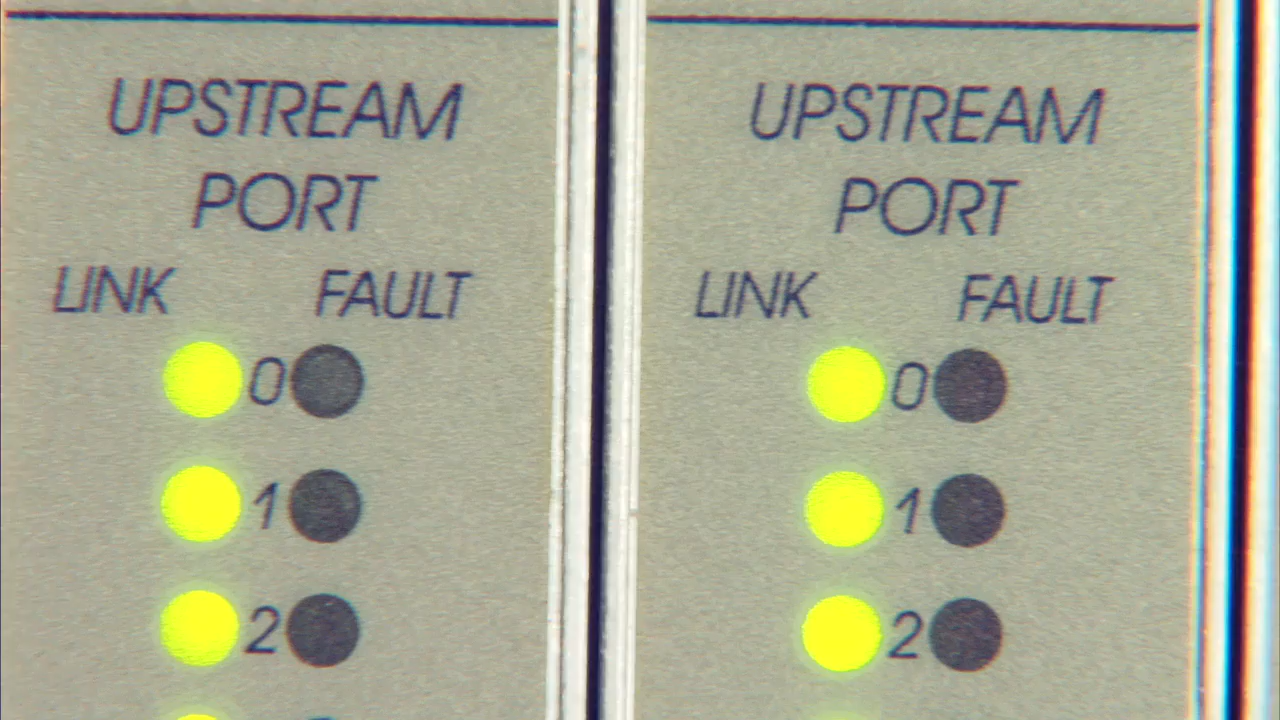 UPSTREAM
PORT
LINK FAULT
0
1
2
UPSTREAM
PORT
LINK FAULT
0
1
2